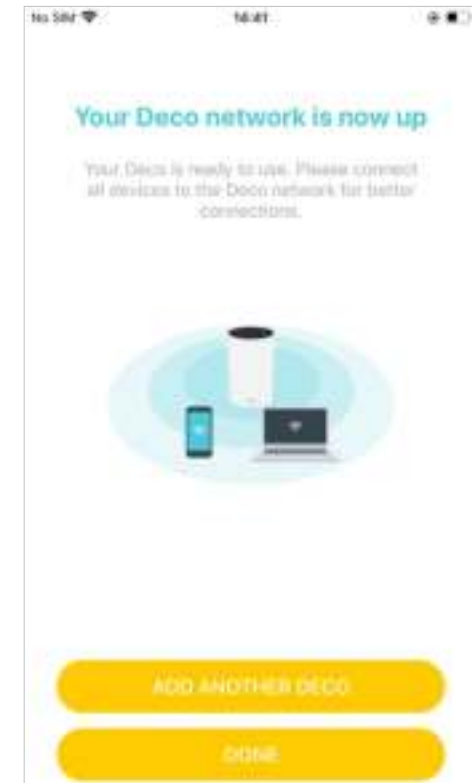 No SIM 14:41
Your Deco network is now up
Your Deco is ready to use. Please connect
all devices to the Deco network for better
connections.
ADD ANOTHER DECO
DONE